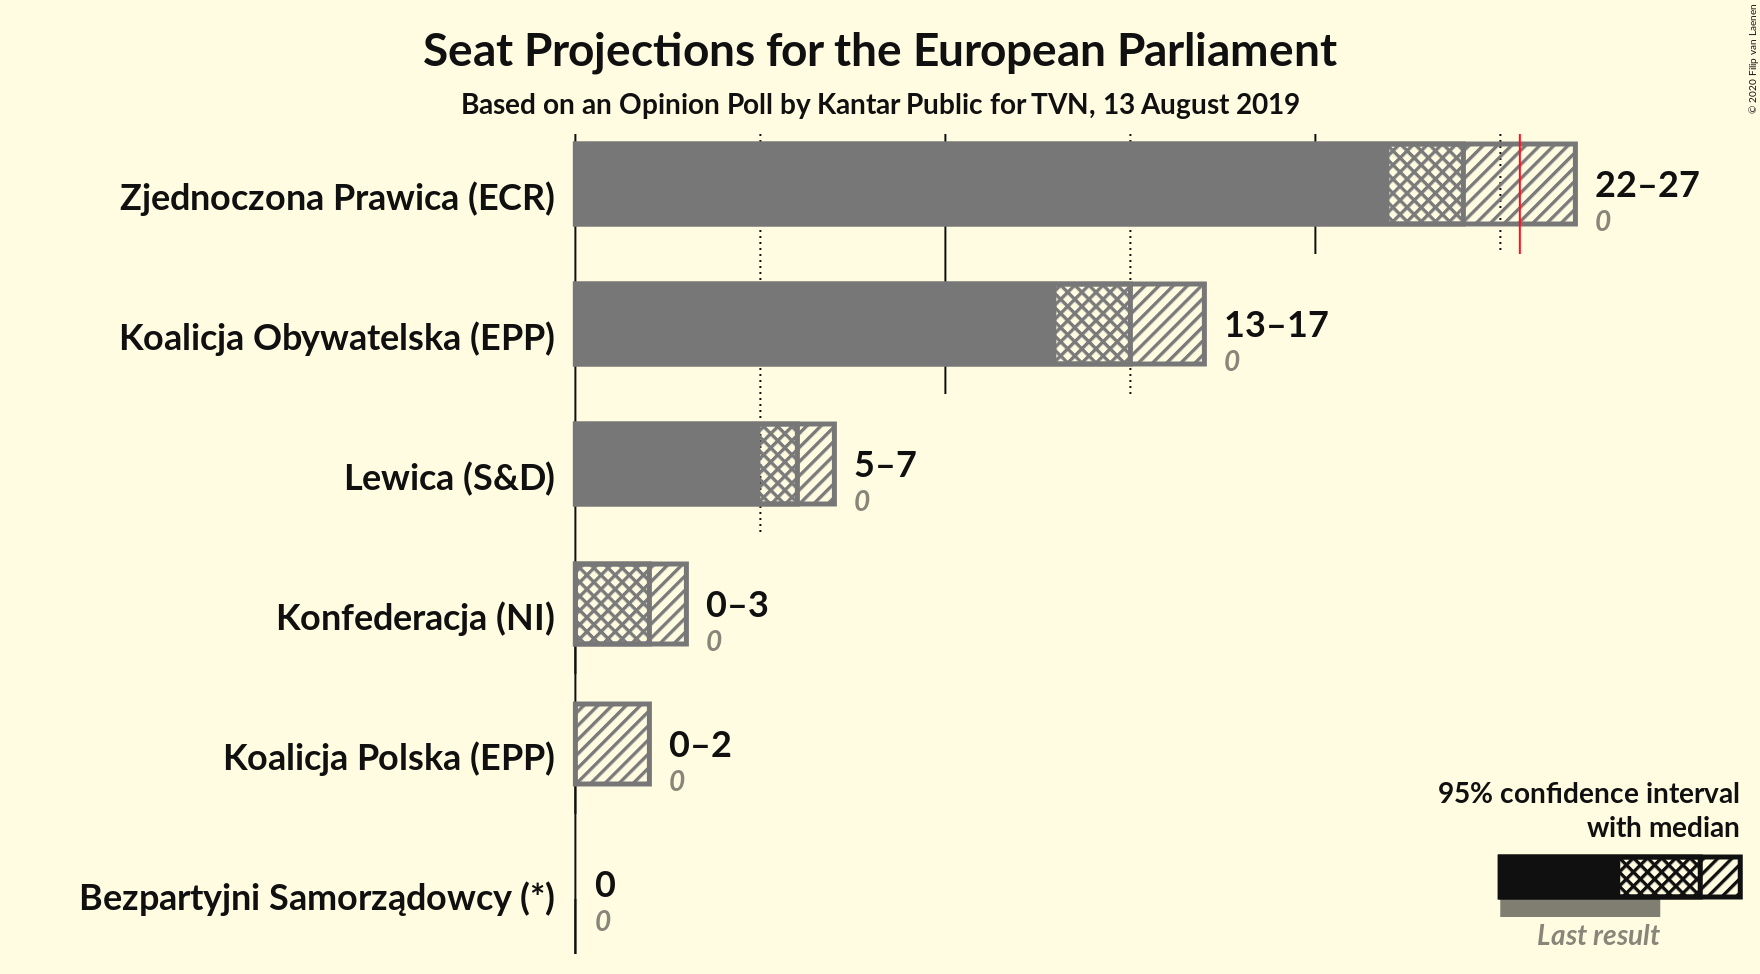 Seat Projections for the European Parliament
Based on an Opinion Poll by Kantar Public for TVN, 13 August 2019
© 2020 Filip van Laenen
Zjednoczona Prawica (ECR)
22–27
0
Koalicja Obywatelska (EPP)
13–17
0
Lewica (S&D)
5–7
0
Konfederacja (NI)
0–3
0
Koalicja Polska (EPP)
0–2
0
Bezpartyjni Samorządowcy (*)
0
0
95% confidence interval
with median
Last result